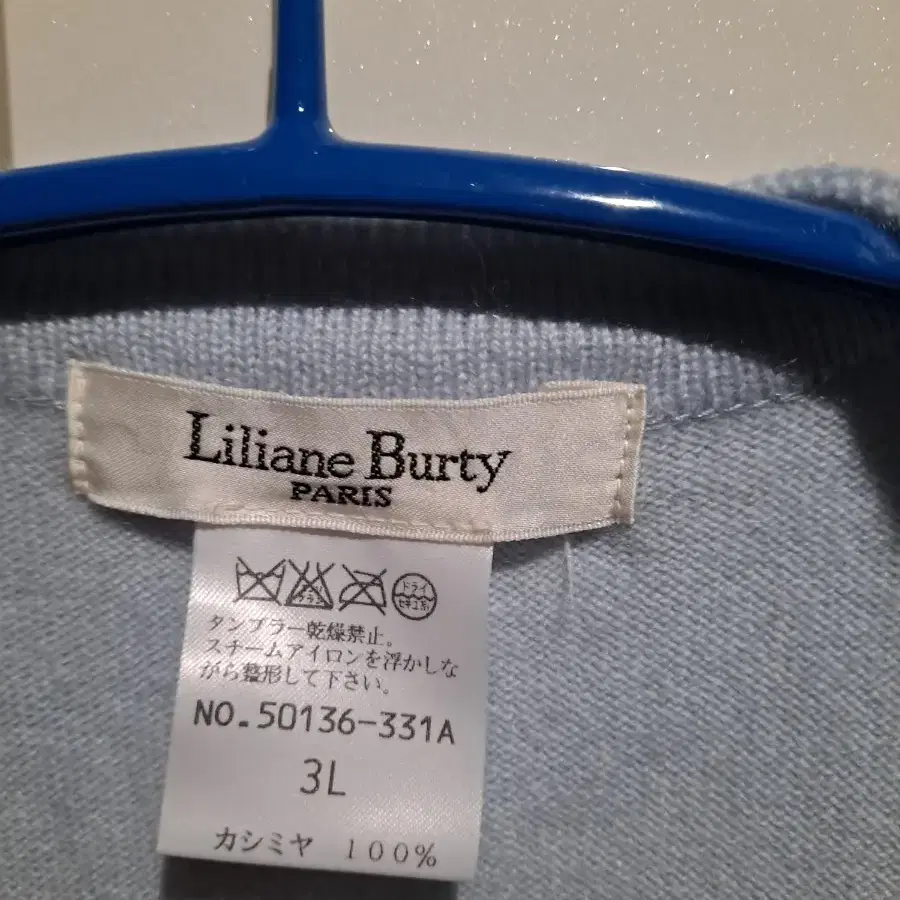 Liliane Burty
PARIS
ドライ
セキユ系
タンブラー乾燥禁止。
スチームアイロンを浮かしな
がら整形して下さい。
NO.50136-331A
3L
カシミヤ 100%